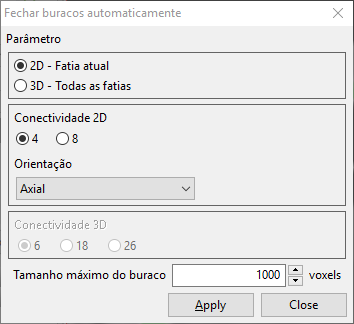 Fechar buracos automaticamente
Parâmetro
2D - Fatia atual
3D - Todas as fatias
Conectividade 2D
4 8
Orientação
Axial
Conectividade 3D
6 18 26
Tamanho máximo do buraco 1000 voxels
Apply Close